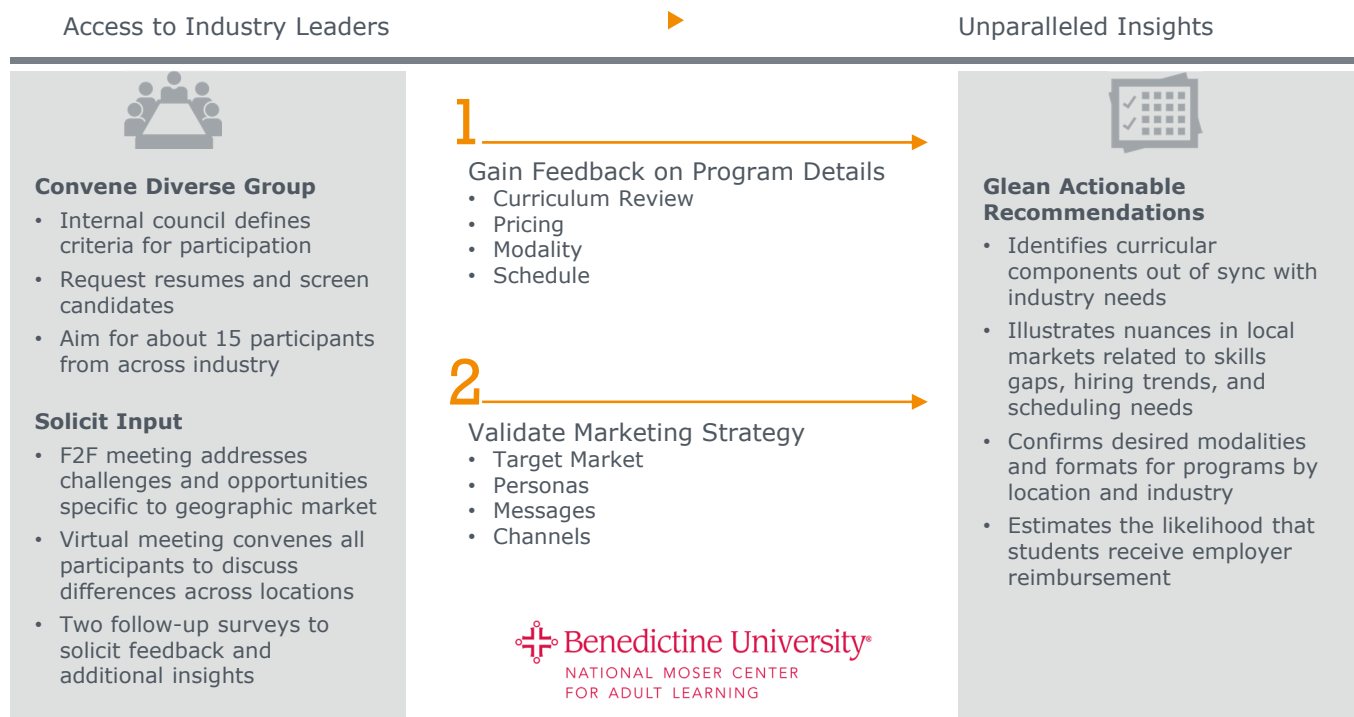 Access to Industry Leaders
Unparalleled Insights
Convene Diverse Group
• Internal council defines
criteria for participation
• Request resumes and screen
candidates
• Aim for about 15 participants
from across industry
Solicit Input
• F2F meeting addresses
challenges and opportunities
specific to geographic market
• Virtual meeting convenes all
participants to discuss
differences across locations
• Two follow-up surveys to
solicit feedback and
additional insights
1
Gain Feedback on Program Details
• Curriculum Review
• Pricing
• Modality
• Schedule
2
Validate Marketing Strategy
• Target Market
• Personas
• Messages
• Channels
Benedictine University®
NATIONAL MOSER CENTER
FOR ADULT LEARNING
Glean Actionable
Recommendations
• Identifies curricular
components out of sync with
industry needs
• Illustrates nuances in local
markets related to skills
gaps, hiring trends, and
scheduling needs
• Confirms desired modalities
and formats for programs by
location and industry
• Estimates the likelihood that
students receive employer
reimbursement